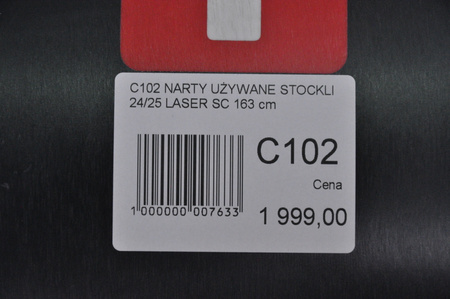 C102 NARTY UŻYWANE STOCKLI
24/25 LASER SC 163 cm
C102
Cena
1 000000 007633
1 999,00